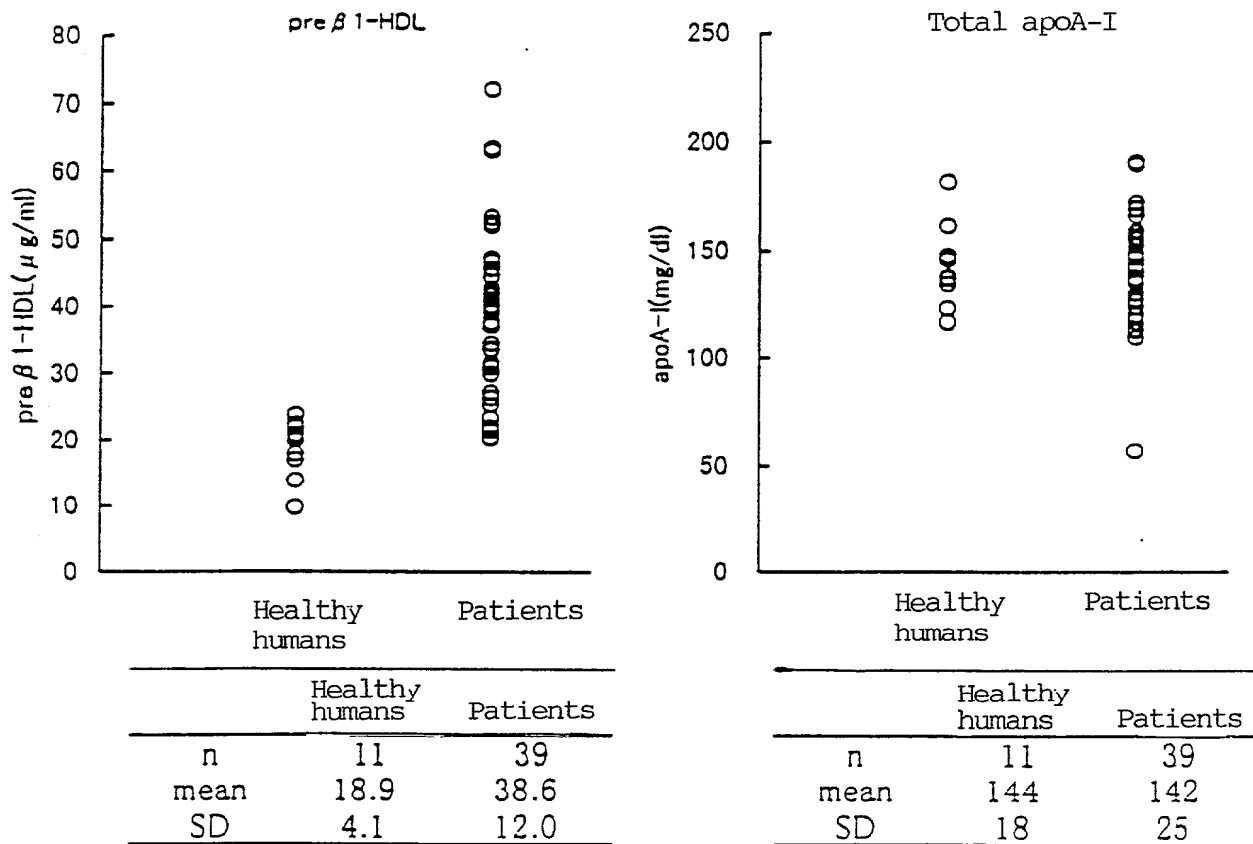 pre β 1-HDL
80
70
60
50
40
30
20
10
0
pre β 1-HDL(μg/ml)
Healthy humans
Patients
Healthy humans
Patients
n 11 39
mean 18.9 38.6
SD 4.1 12.0
Total apoA-I
250
200
150
100
50
0
apoA-I(mg/dl)
Healthy humans
Patients
Healthy humans
Patients
n 11 39
mean 144 142
SD 18 25